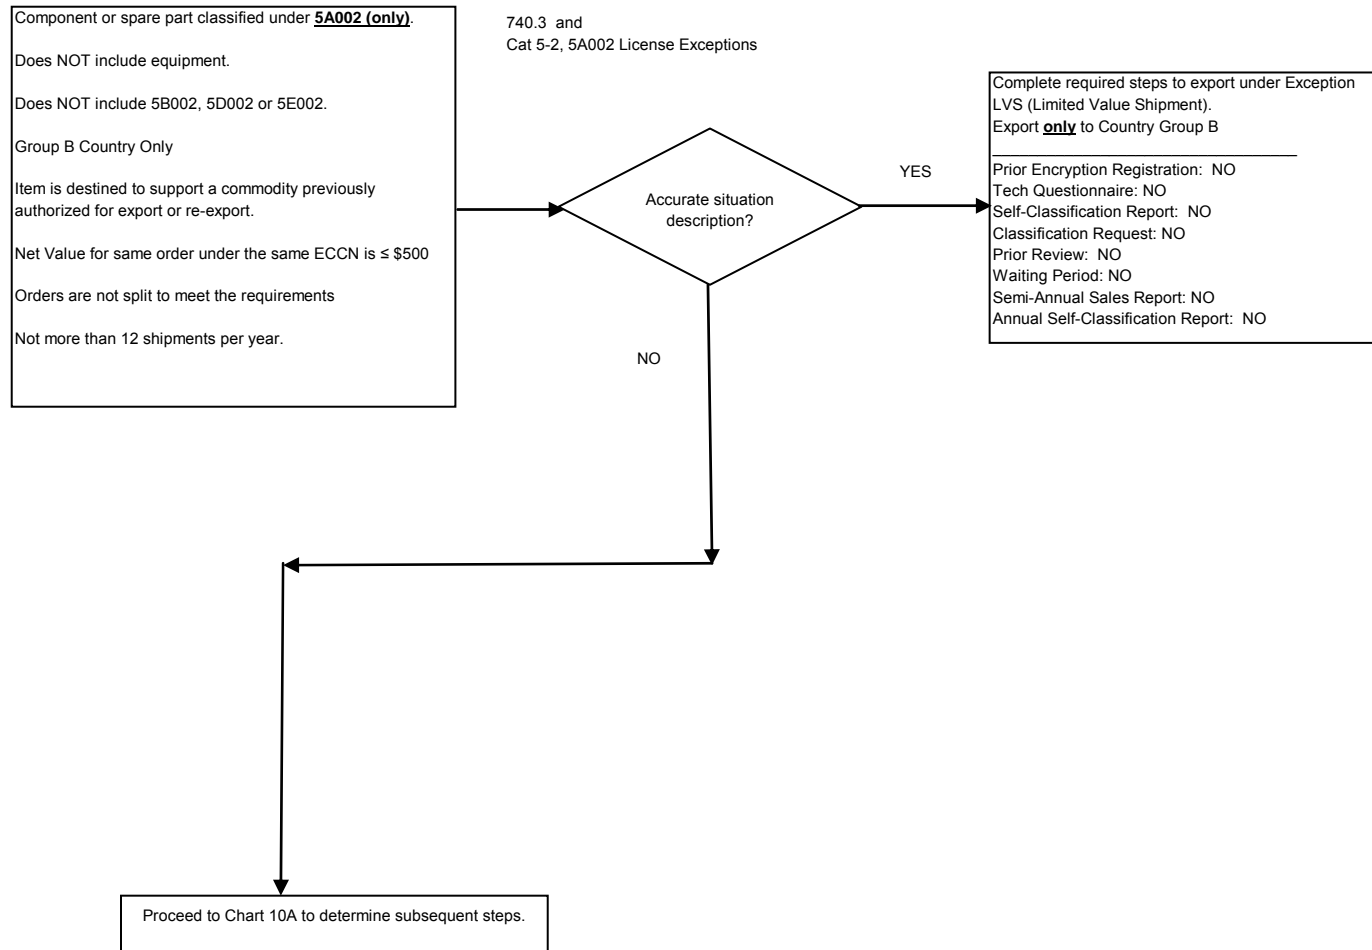 Component or spare part classified under 5A002 (only).
Does NOT include equipment.
Does NOT include 5B002, 5D002 or 5E002.
Group B Country Only
Item is destined to support a commodity previously
authorized for export or re-export.
Net Value for same order under the same ECCN is ≤ $500
Orders are not split to meet the requirements
Not more than 12 shipments per year.
740.3 and
Cat 5-2, 5A002 License Exceptions
Accurate situation
description?
YES
NO
Complete required steps to export under Exception
LVS (Limited Value Shipment).
Export only to Country Group B
Prior Encryption Registration: NO
Tech Questionnaire: NO
Self-Classification Report: NO
Classification Request: NO
Prior Review: NO
Waiting Period: NO
Semi-Annual Sales Report: NO
Annual Self-Classification Report: NO
Proceed to Chart 10A to determine subsequent steps.